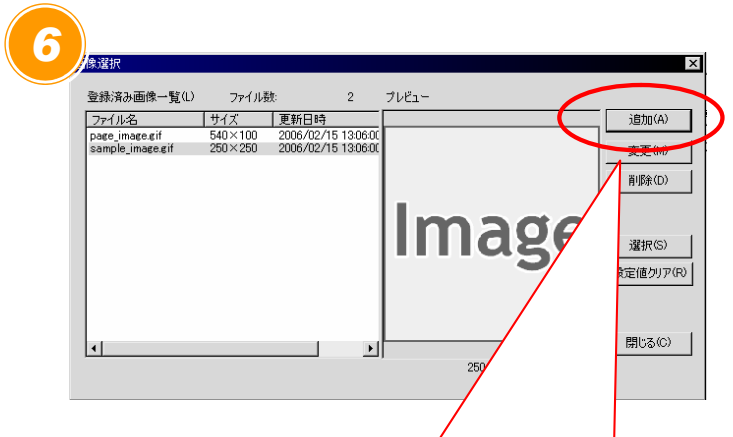 6
像選択
登録済み画像一覧(L) ファイル数: 2 プレビュー
ファイル名 サイズ 更新日時
page_image.gif 540×100 2006/02/15 13:06:00
sample_image.gif 250×250 2006/02/15 13:06:00
Image
追加(A)
変更(M)
削除(D)
選択(S)
定値クリア(R)
閉じる(C)
250